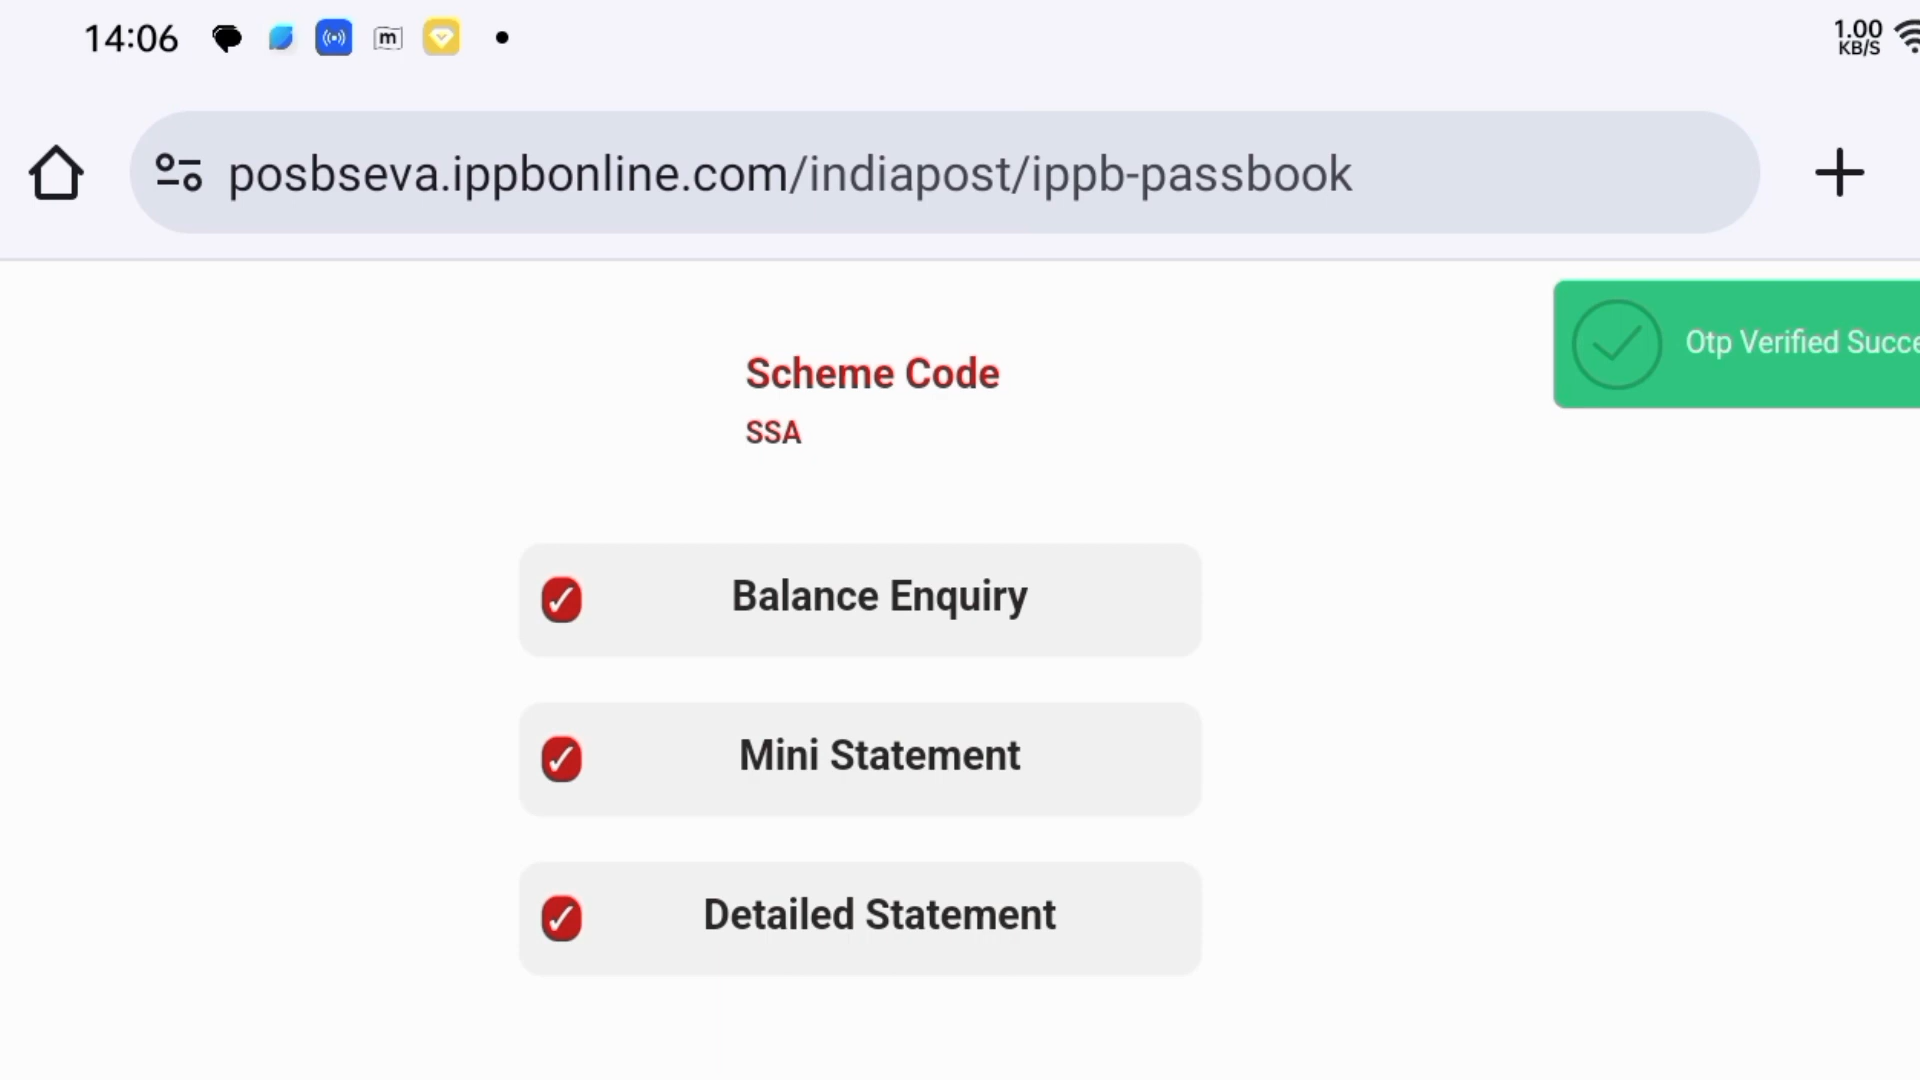 14:06
m
1.00
KB/S
posbseva.ippbonline.com/indiapost/ippb-passbook
Otp Verified Succe
Scheme Code
SSA
Balance Enquiry
Mini Statement
Detailed Statement